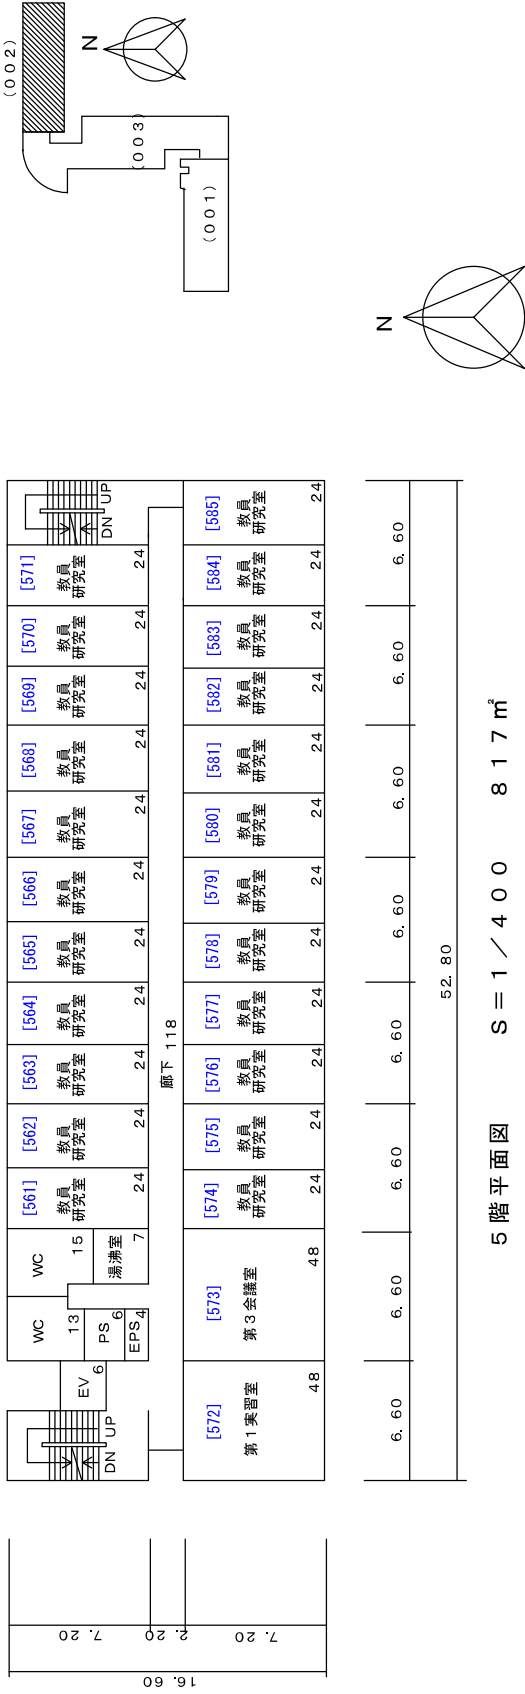 (002)
N
(003)
(001)
N
DN UP
[571]
教員
研究室
24
[570]
教員
研究室
24
[569]
教員
研究室
24
[568]
教員
研究室
24
[567]
教員
研究室
24
[566]
教員
研究室
24
[565]
教員
研究室
24
[564]
教員
研究室
24
[563]
教員
研究室
24
[562]
教員
研究室
24
[561]
教員
研究室
24
WC
15
湯沸室
7
WC
13
PS
6
EPS 4
EV
6
DN UP
廊下 118
[585]
教員
研究室
24
[584]
教員
研究室
24
[583]
教員
研究室
24
[582]
教員
研究室
24
[581]
教員
研究室
24
[580]
教員
研究室
24
[579]
教員
研究室
24
[578]
教員
研究室
24
[577]
教員
研究室
24
[576]
教員
研究室
24
[575]
教員
研究室
24
[574]
教員
研究室
24
[573]
第3会議室
48
[572]
第1実習室
48
6.60
6.60
6.60
6.60
6.60
6.60
6.60
6.60
52.80
7.20
2.20
7.20
16.60
5階平面図 S=1/400 817㎡